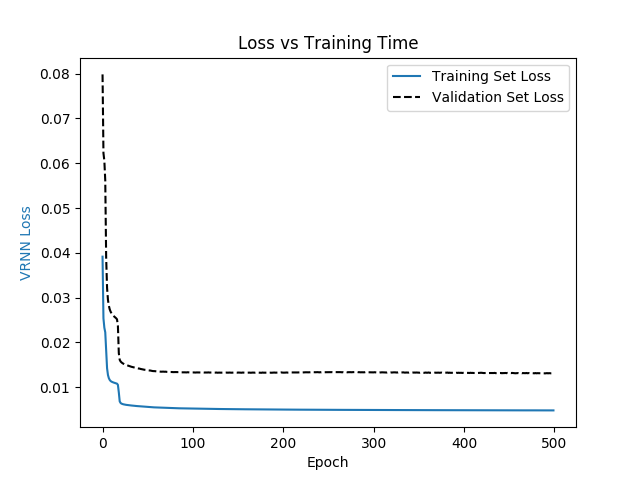 Loss vs Training Time
Training Set Loss
Validation Set Loss
VRNN Loss
0.08
0.07
0.06
0.05
0.04
0.03
0.02
0.01
0 100 200 300 400 500
Epoch